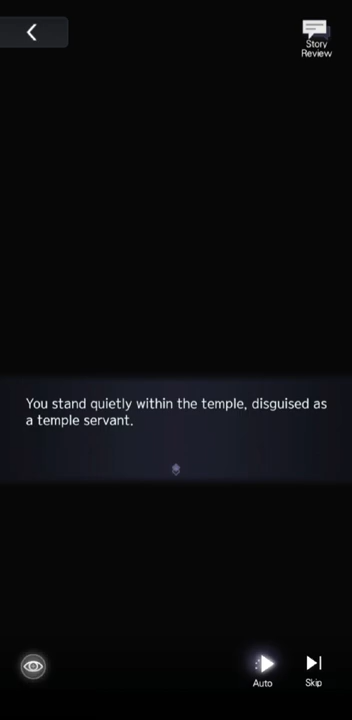 Story
Review
You stand quietly within the temple, disguised as
a temple servant.
Auto
Skip